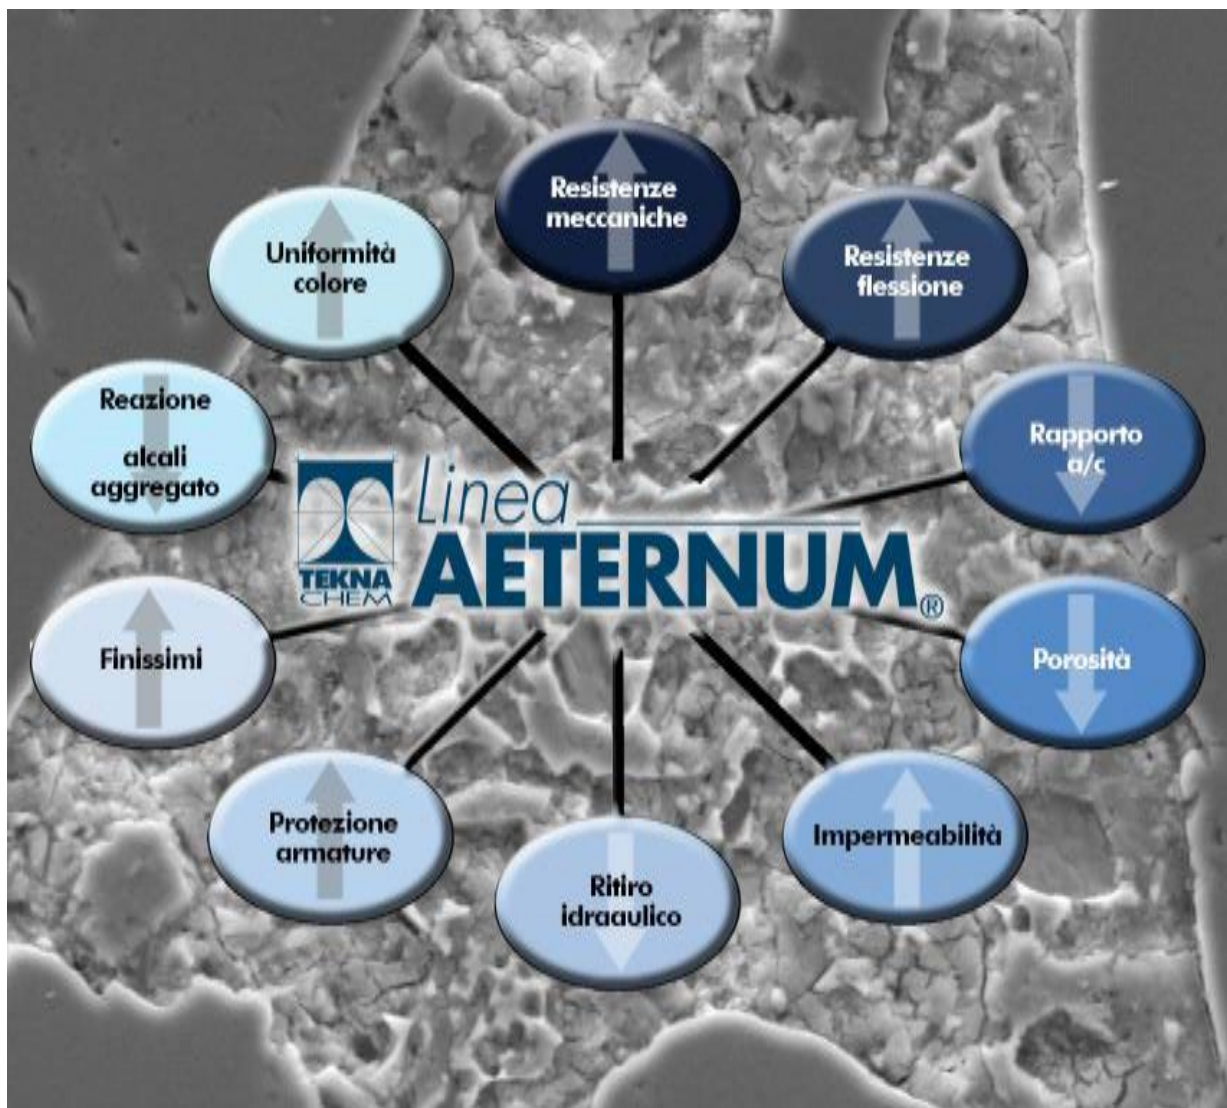 Resistenze
meccaniche
Resistenze
flessione
Rapporto
a/c
Porosità
Impermeabilità
Ritiro
idraaulico
Protezione
armature
Finissimi
Reazione
alcali
aggregato
Uniformità
colore
Linea
AETERNUM®
TEKNA
CHEM